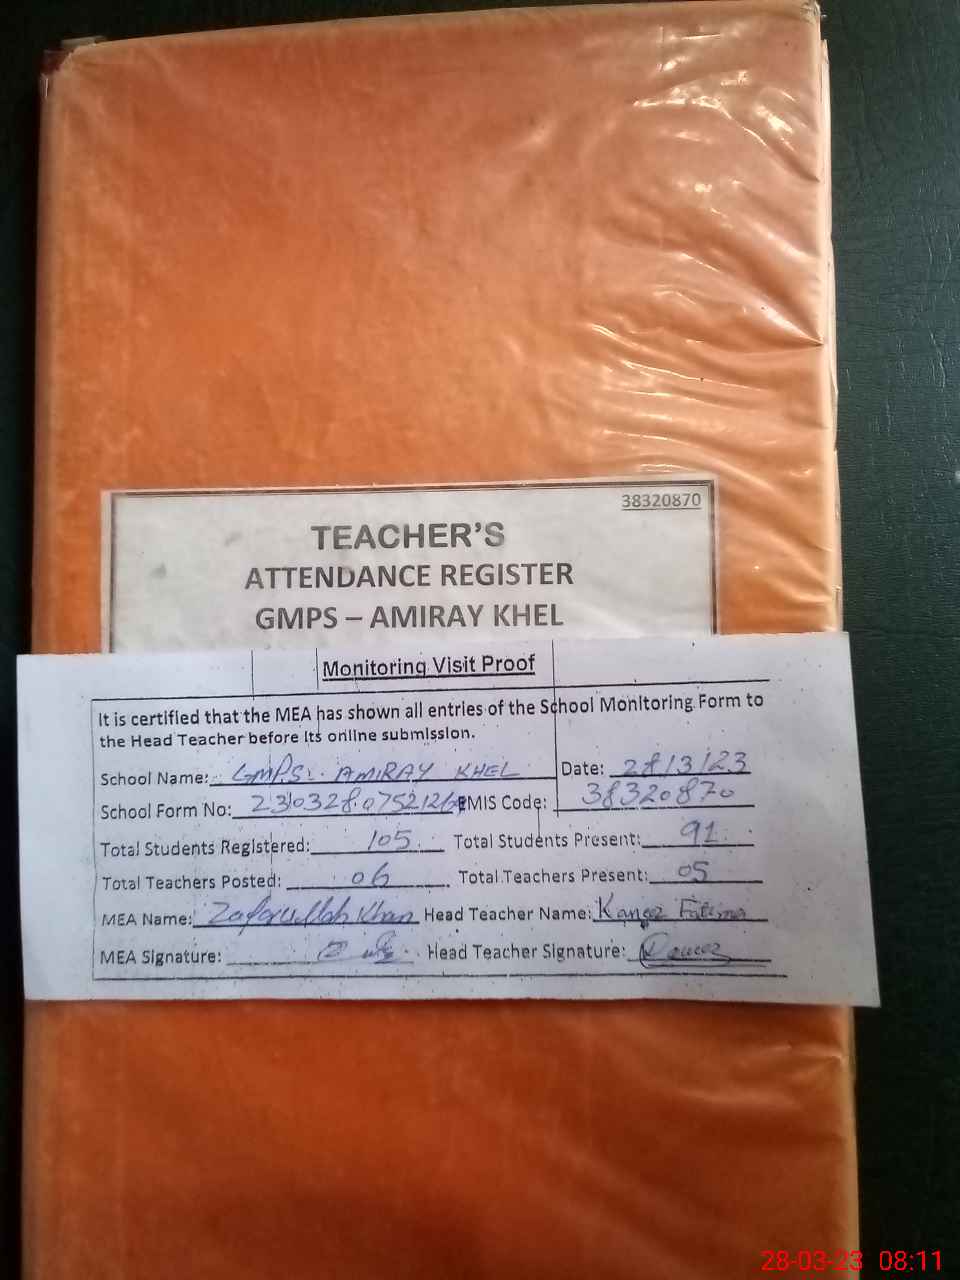 38320870
TEACHER'S
ATTENDANCE REGISTER
GMPS – AMIRAY KHEL
Monitoring Visit Proof
It is certified that the MEA has shown all entries of the School Monitoring Form to
the Head Teacher before its online submission.
School Name: GMPS. AMIRAY KHEL Date: 28/3/23
School Form No: EMIS Code: 38320870
Total Students Registered: 105 Total Students Present: 91
Total Teachers Posted: 06 Total Teachers Present: 05
MEA Name: Zafarullah Khan Head Teacher Name: Kaneez Fatima
MEA Signature: Head Teacher Signature:
28-03-23 08:11